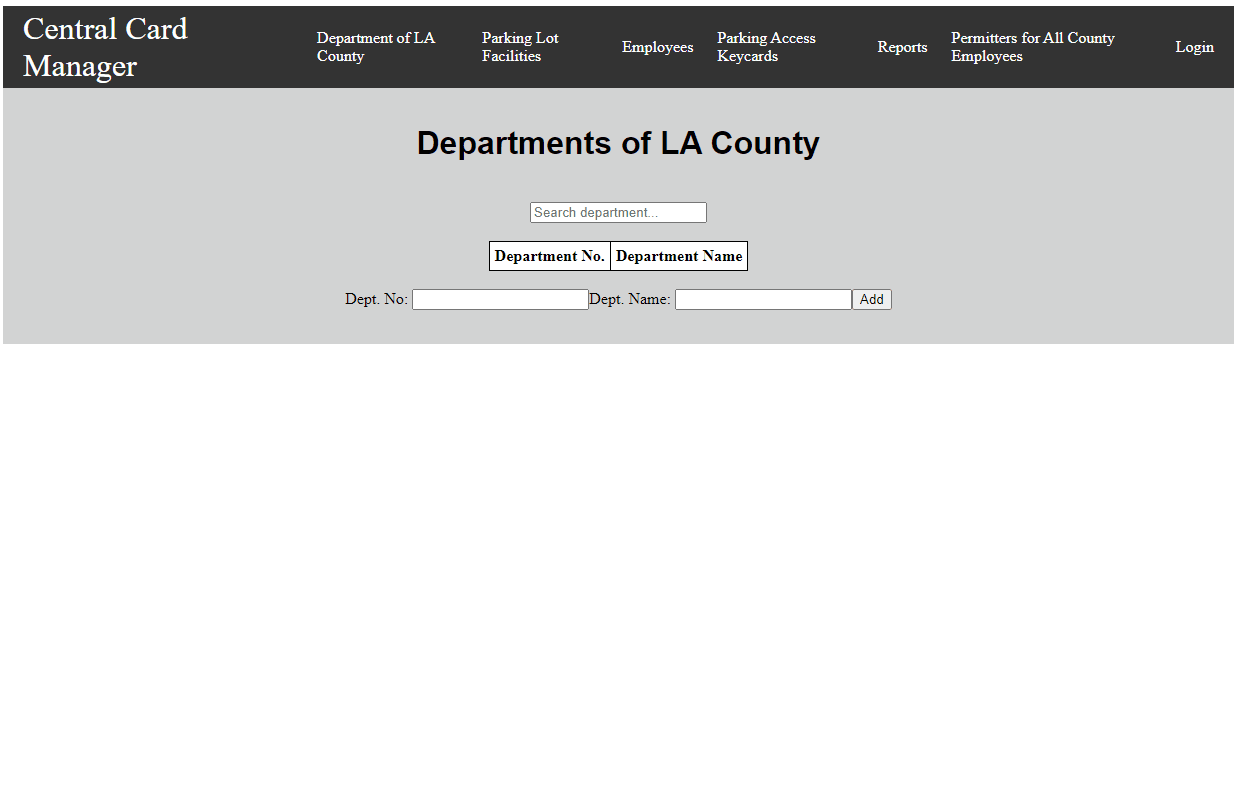 Central Card
Manager
Department of LA
County
Parking Lot
Facilities
Employees
Parking Access
Keycards
Reports
Permitters for All County
Employees
Login
Departments of LA County
Search department...
Department No. Department Name
Dept. No: Dept. Name: Add